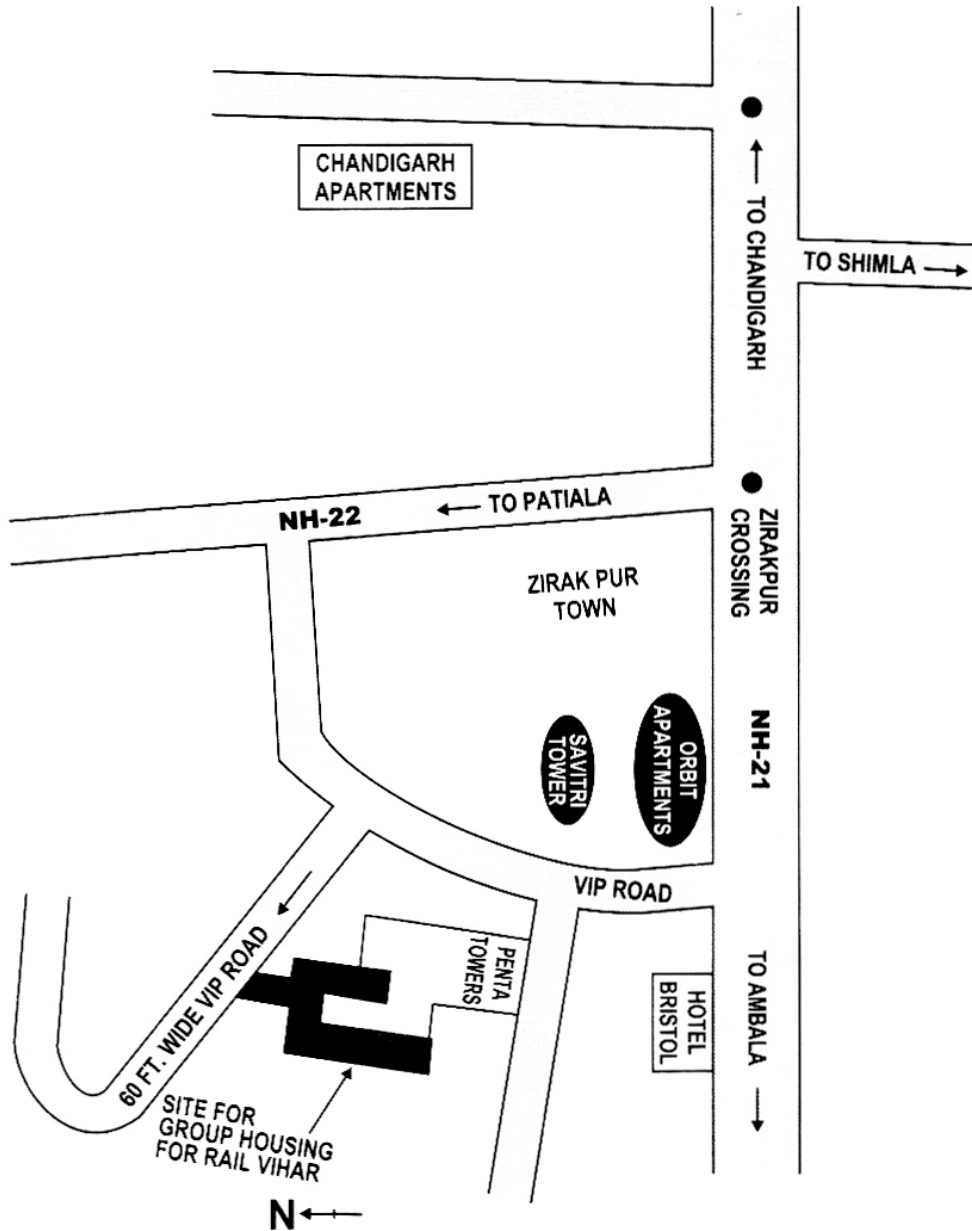 CHANDIGARH
APARTMENTS
TO CHANDIGARH
TO SHIMLA
TO PATIALA
NH-22
ZIRAKPUR
CROSSING
ZIRAK PUR
TOWN
NH-21
ORBIT
APARTMENTS
SAVITRI
TOWER
VIP ROAD
PENTA
TOWERS
HOTEL
BRISTOL
TO AMBALA
60 FT. WIDE VIP ROAD
SITE FOR
GROUP HOUSING
FOR RAIL VIHAR
N